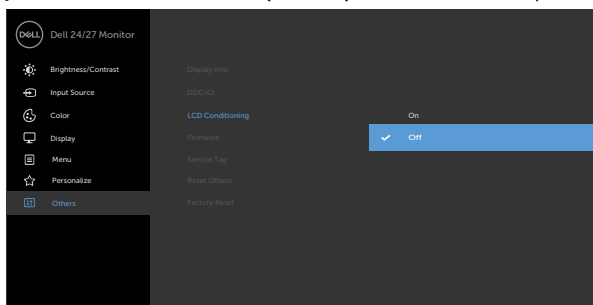 DELL Dell 24/27 Monitor
Brightness/Contrast
Display Info
Input Source
DDC/CI
Color
LCD Conditioning
On
Display
Firmware
Off
Menu
Service Tag
Personalize
Reset Others
Others
Factory Reset